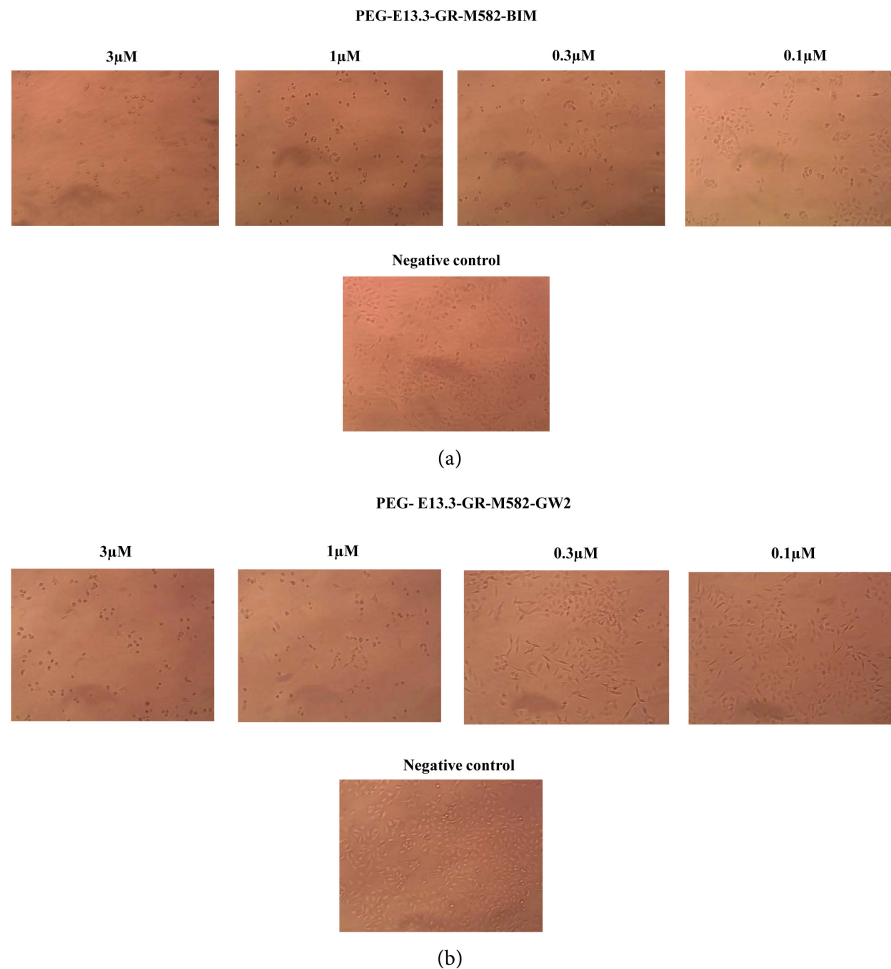 PEG-E13.3-GR-M582-BIM
3µM 1µM 0.3µM 0.1µM
Negative control
(a)
PEG- E13.3-GR-M582-GW2
3µM 1µM 0.3µM 0.1µM
Negative control
(b)